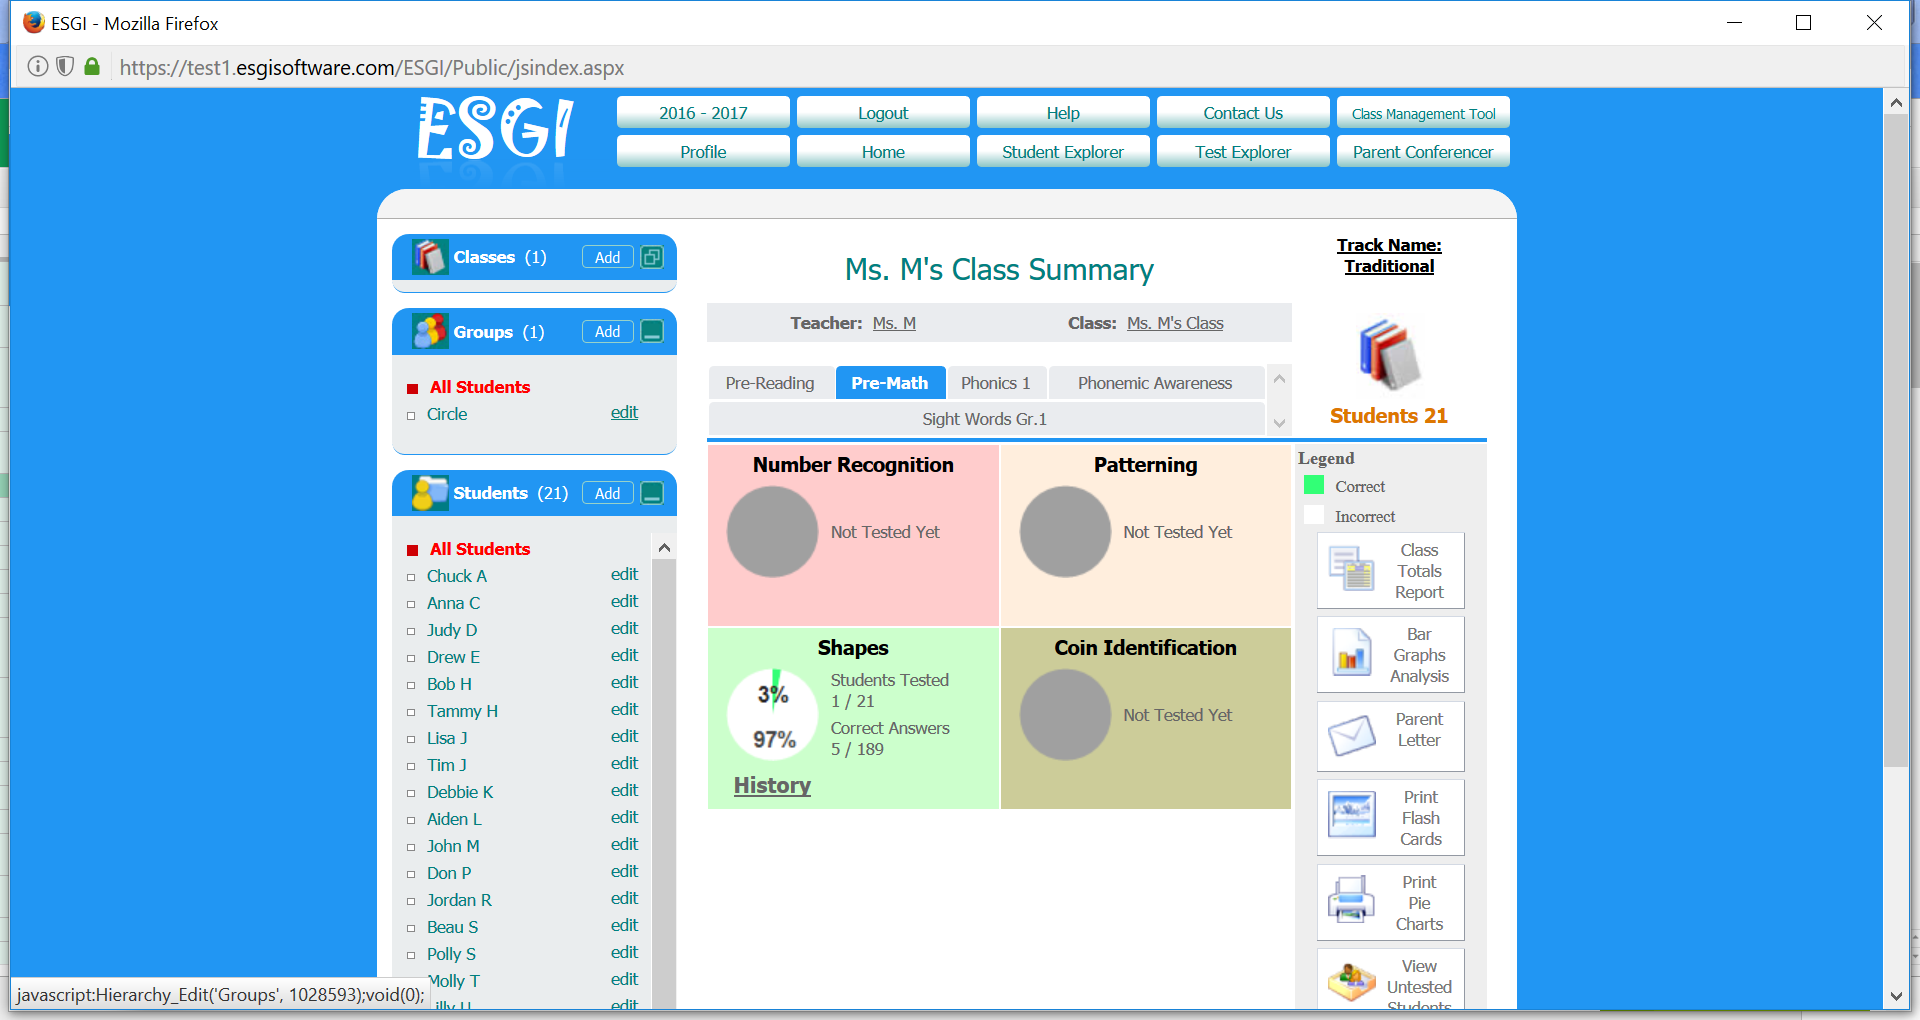 ESGI - Mozilla Firefox
https://test1.esgisoftware.com/ESGI/Public/jsindex.aspx
ESGI
2016 - 2017
Logout
Help
Contact Us
Class Management Tool
Profile
Home
Student Explorer
Test Explorer
Parent Conferencer
Classes (1)
Add
Groups (1)
Add
All Students
Circle
edit
Students (21)
Add
All Students
Chuck A edit
Anna C edit
Judy D edit
Drew E edit
Bob H edit
Tammy H edit
Lisa J edit
Tim J edit
Debbie K edit
Aiden L edit
John M edit
Don P edit
Jordan R edit
Beau S edit
Polly S edit
Molly T edit
edit
javascript:Hierarchy_Edit('Groups', 1028593);void(0);
Ms. M's Class Summary
Teacher: Ms. M
Class: Ms. M's Class
Pre-Reading
Pre-Math
Phonics 1
Phonemic Awareness
Sight Words Gr.1
Number Recognition
Not Tested Yet
Patterning
Not Tested Yet
Shapes
3%
97%
Students Tested
1 / 21
Correct Answers
5 / 189
History
Coin Identification
Not Tested Yet
Track Name:
Traditional
Students 21
Legend
Correct
Incorrect
Class
Totals
Report
Bar
Graphs
Analysis
Parent
Letter
Print
Flash
Cards
Print
Pie
Charts
View
Untested
Students